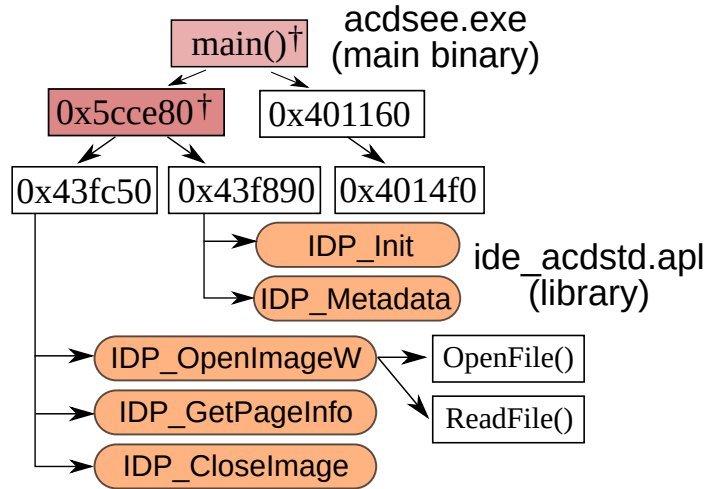 main()†
acdsee.exe
(main binary)
0x5cce80†
0x401160
0x43fc50
0x43f890
0x4014f0
IDP_Init
ide_acdstd.apl
(library)
IDP_Metadata
IDP_OpenImageW
OpenFile()
IDP_GetPageInfo
ReadFile()
IDP_CloseImage